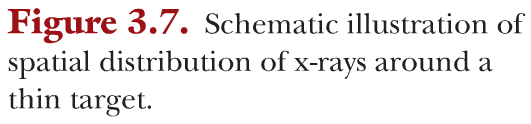 Figure 3.7. Schematic illustration of
spatial distribution of x-rays around a
thin target.